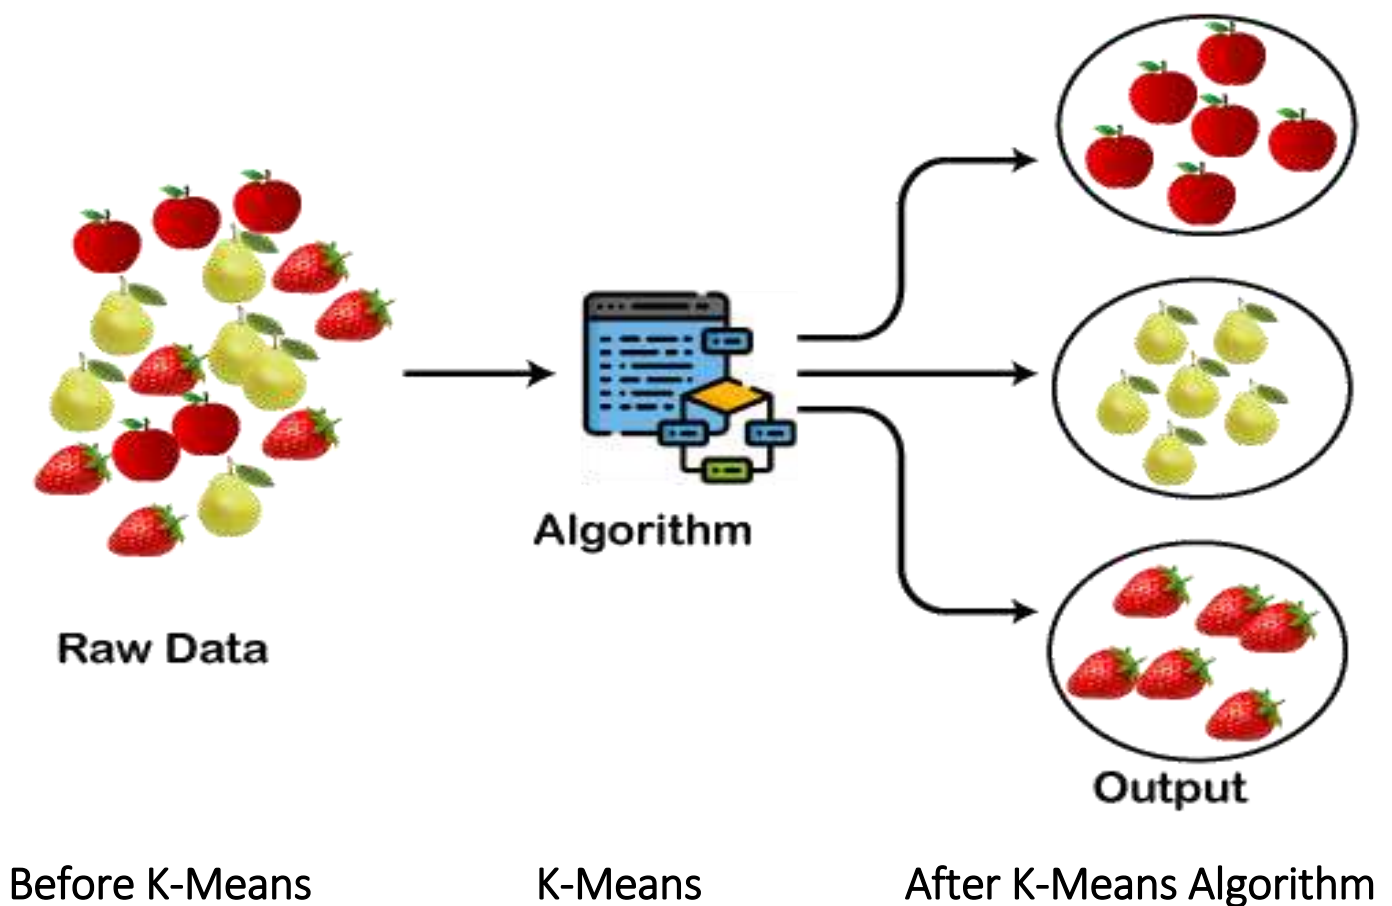 Algorithm
Raw Data
Output
Before K-Means
K-Means
After K-Means Algorithm